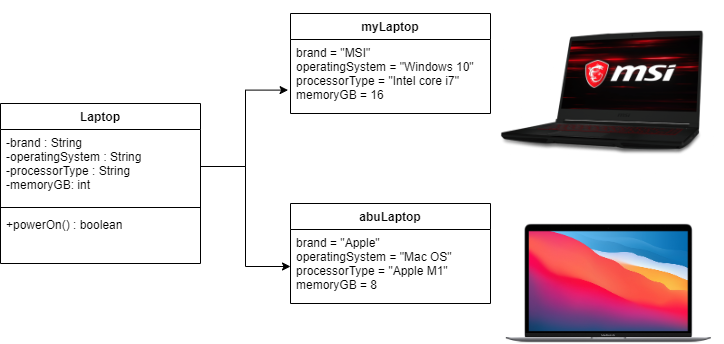 Laptop
-brand : String
-operatingSystem : String
-processorType : String
-memoryGB: int
+powerOn() : boolean
myLaptop
brand = "MSI"
operatingSystem = "Windows 10"
processorType = "Intel core i7"
memoryGB = 16
msi
abuLaptop
brand = "Apple"
operatingSystem = "Mac OS"
processorType = "Apple M1"
memoryGB = 8